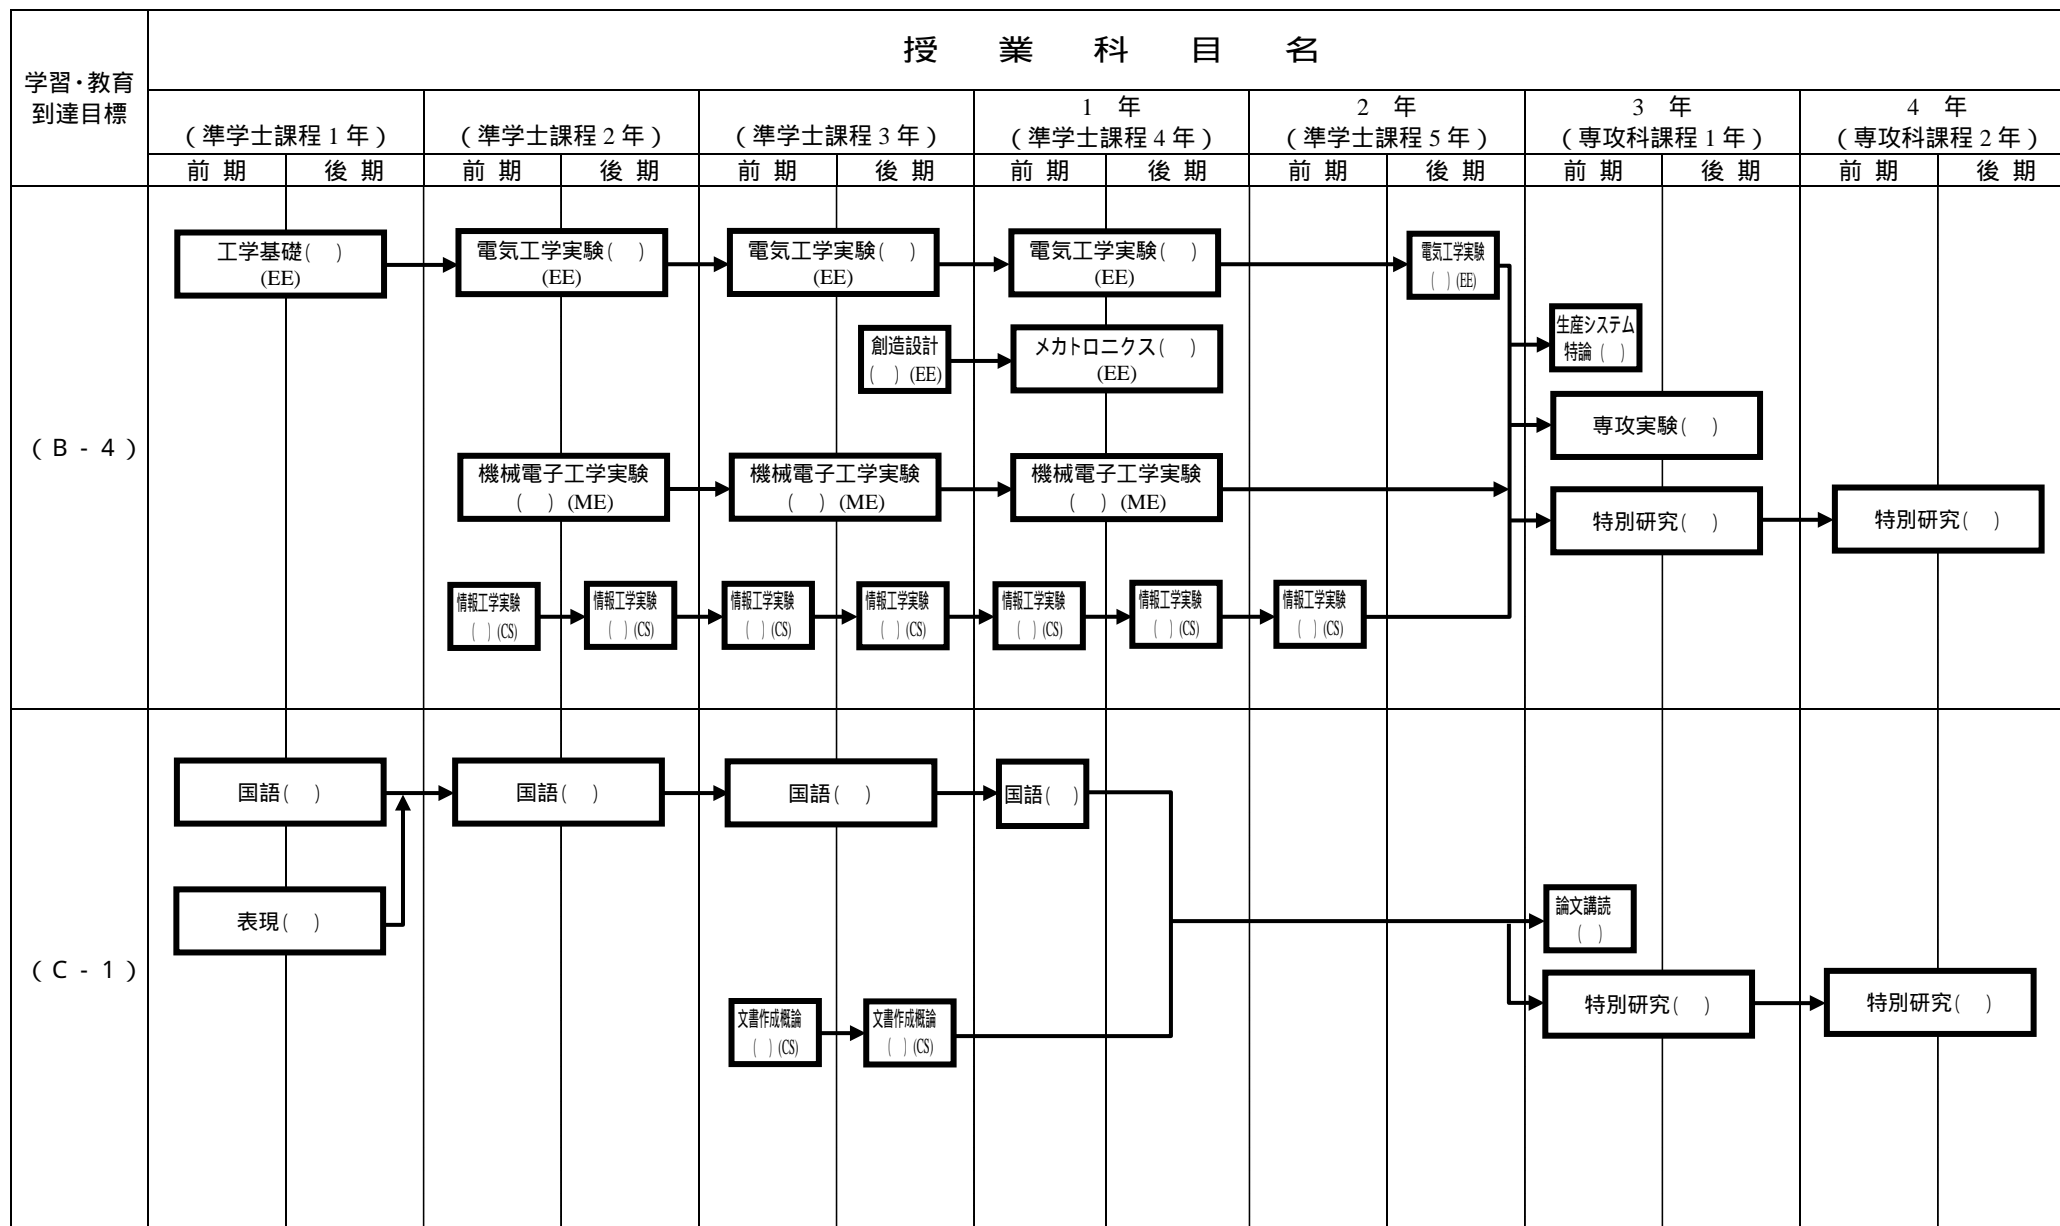 授 業 科 目 名
学習・教育
到達目標
(準学士課程 1 年)
(準学士課程 2 年)
(準学士課程 3 年)
1 年
(準学士課程 4 年)
2 年
(準学士課程 5 年)
3 年
(専攻科課程 1 年)
4 年
(専攻科課程 2 年)
前 期 後 期 前 期 後 期 前 期 後 期 前 期 後 期 前 期 後 期 前 期 後 期 前 期 後 期
(B-4)
工学基礎( )
(EE)
電気工学実験( )
(EE)
電気工学実験( )
(EE)
電気工学実験( )
(EE)
電気工学実験
( ) (EE)
創造設計
( ) (EE)
メカトロニクス( )
(EE)
生産システム
特論 ( )
専攻実験( )
機械電子工学実験
( ) (ME)
機械電子工学実験
( ) (ME)
機械電子工学実験
( ) (ME)
特別研究( )
特別研究( )
情報工学実験
( ) (CS)
情報工学実験
( ) (CS)
情報工学実験
( ) (CS)
情報工学実験
( ) (CS)
情報工学実験
( ) (CS)
情報工学実験
( ) (CS)
情報工学実験
( ) (CS)
(C-1)
国語( )
国語( )
国語( )
国語( )
表現( )
論文講読
( )
文書作成概論
( ) (CS)
文書作成概論
( ) (CS)
特別研究( )
特別研究( )